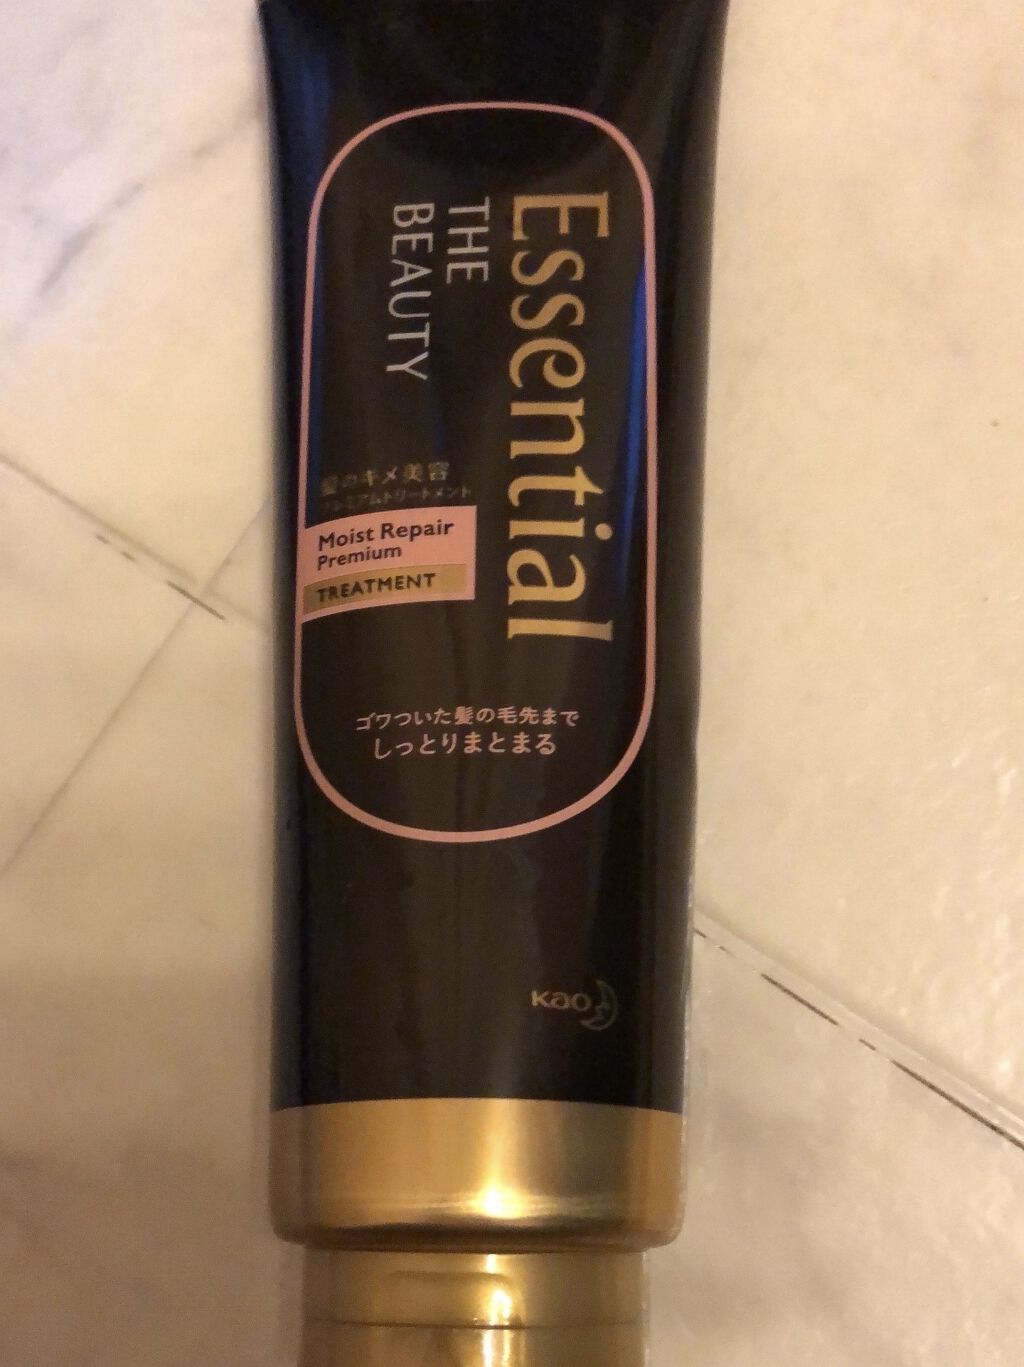 Essential
THE
BEAUTY
髪のキメ美容
プレミアムトリートメント
Moist Repair
Premium
TREATMENT
ゴワついた髪の毛先まで
しっとりまとまる
Kao